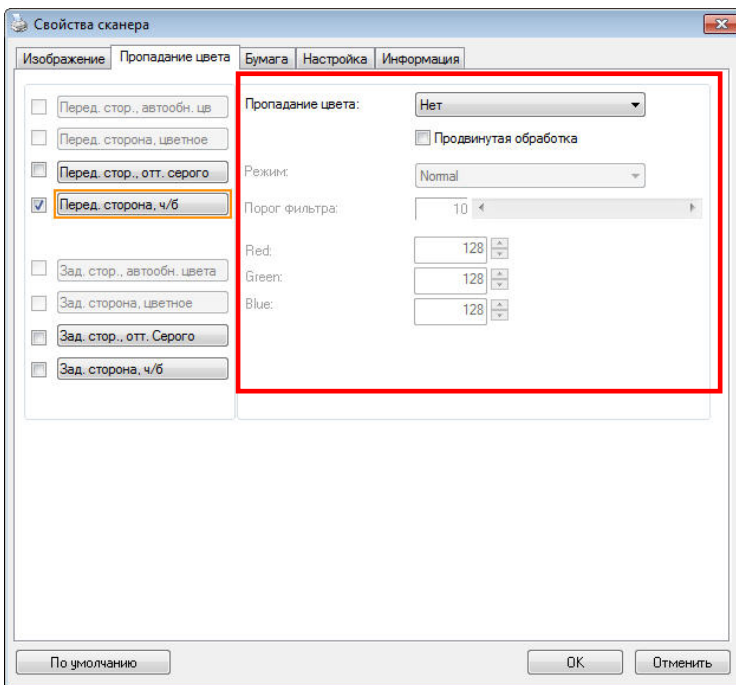 Свойства сканера
Изображение Пропадание цвета Бумага Настройка Информация
Перед. стор., автообн. цв
Перед. сторона, цветное
Перед. стор., отт. серого
Перед. сторона, ч/б
Зад. стор., автообн. цвета
Зад. сторона, цветное
Зад. стор., отт. Серого
Зад. сторона, ч/б
Пропадание цвета: Нет
Продвинутая обработка
Режим: Normal
Порог фильтра: 10
Red: 128
Green: 128
Blue: 128
По умолчанию OK Отменить